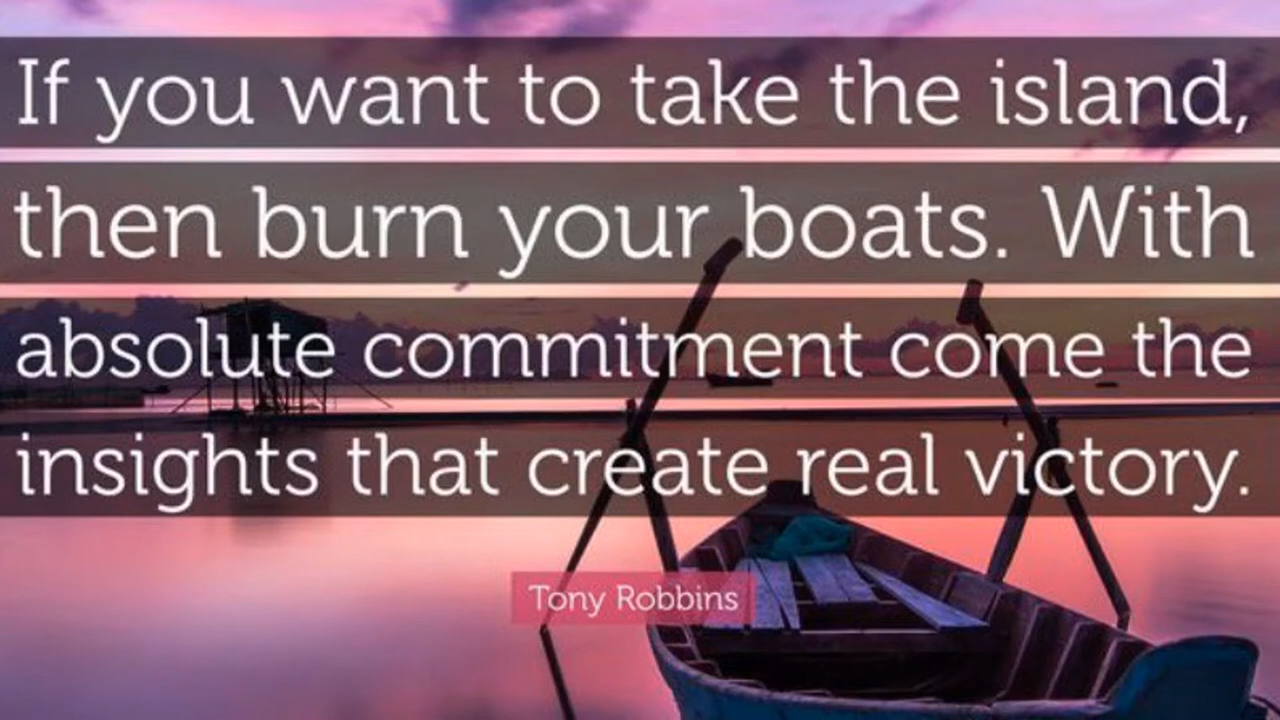 If you want to take the island,
then burn your boats. With
absolute commitment come the
insights that create real victory.
Tony Robbins